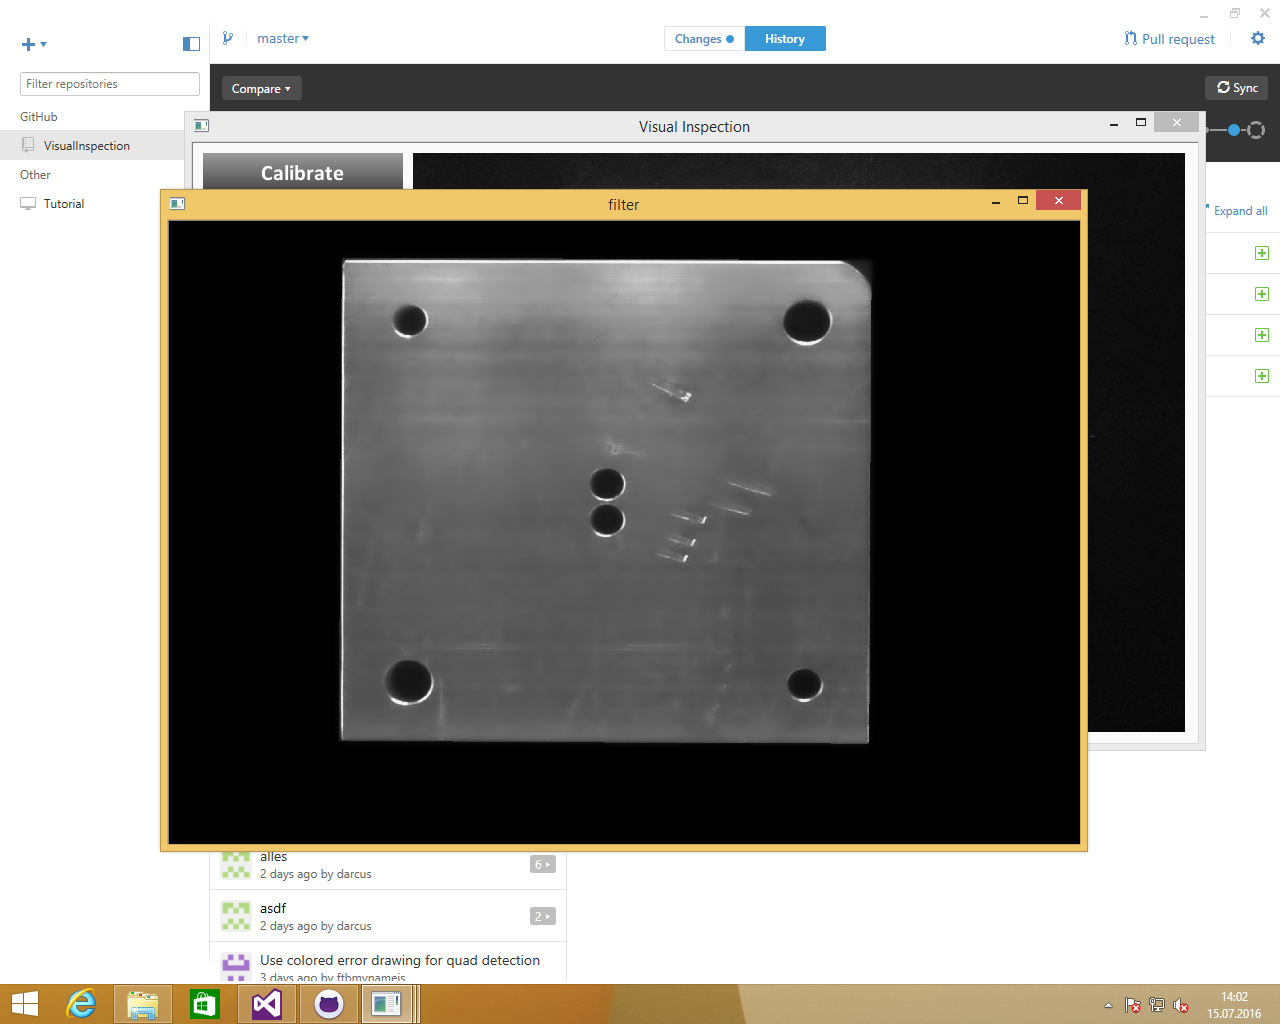 master
Changes
History
Pull request
Filter repositories
Compare
Sync
GitHub
VisualInspection
Other
Tutorial
Visual Inspection
Calibrate
Expand all
filter
alles
2 days ago by darcus
6
asdf
2 days ago by darcus
2
Use colored error drawing for quad detection
3 days ago by ftbmynameis
14:02
15.07.2016